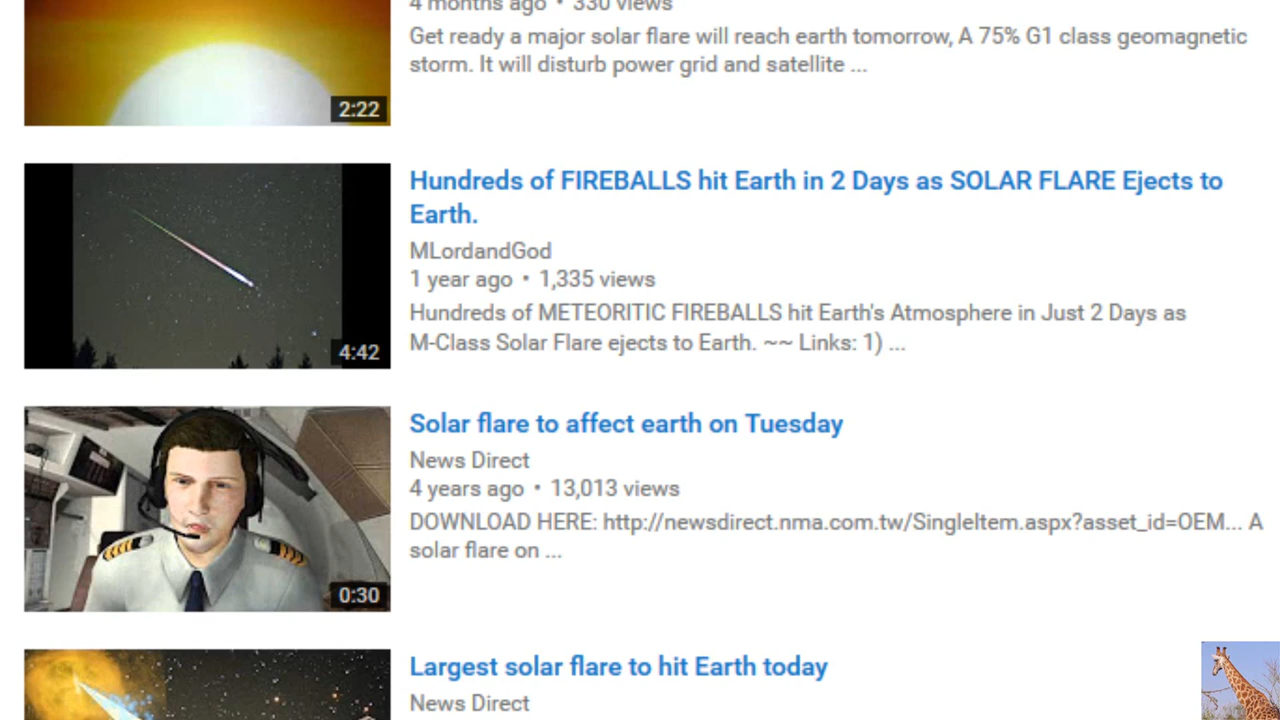 4 months ago • 330 views
Get ready a major solar flare will reach earth tomorrow, A 75% G1 class geomagnetic
storm. It will disturb power grid and satellite ...
2:22
Hundreds of FIREBALLS hit Earth in 2 Days as SOLAR FLARE Ejects to
Earth.
MLordandGod
1 year ago • 1,335 views
Hundreds of METEORITIC FIREBALLS hit Earth's Atmosphere in Just 2 Days as
M-Class Solar Flare ejects to Earth. ~~ Links: 1) ...
4:42
Solar flare to affect earth on Tuesday
News Direct
4 years ago • 13,013 views
DOWNLOAD HERE: http://newsdirect.nma.com.tw/SingleItem.aspx?asset_id=OEM... A
solar flare on ...
0:30
Largest solar flare to hit Earth today
News Direct